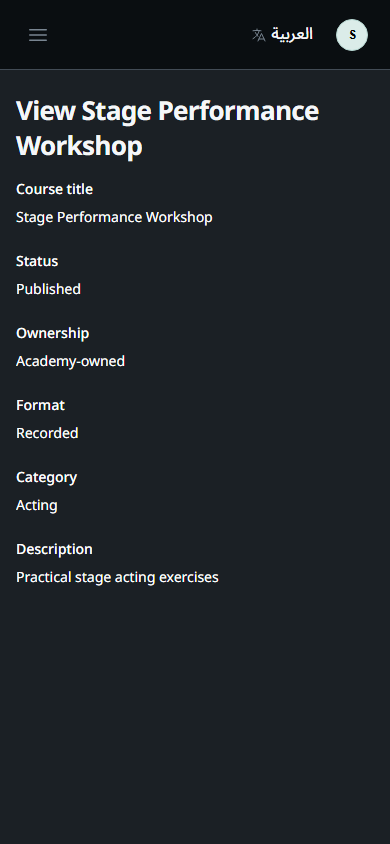 العربية
S
View Stage Performance
Workshop
Course title
Stage Performance Workshop
Status
Published
Ownership
Academy-owned
Format
Recorded
Category
Acting
Description
Practical stage acting exercises